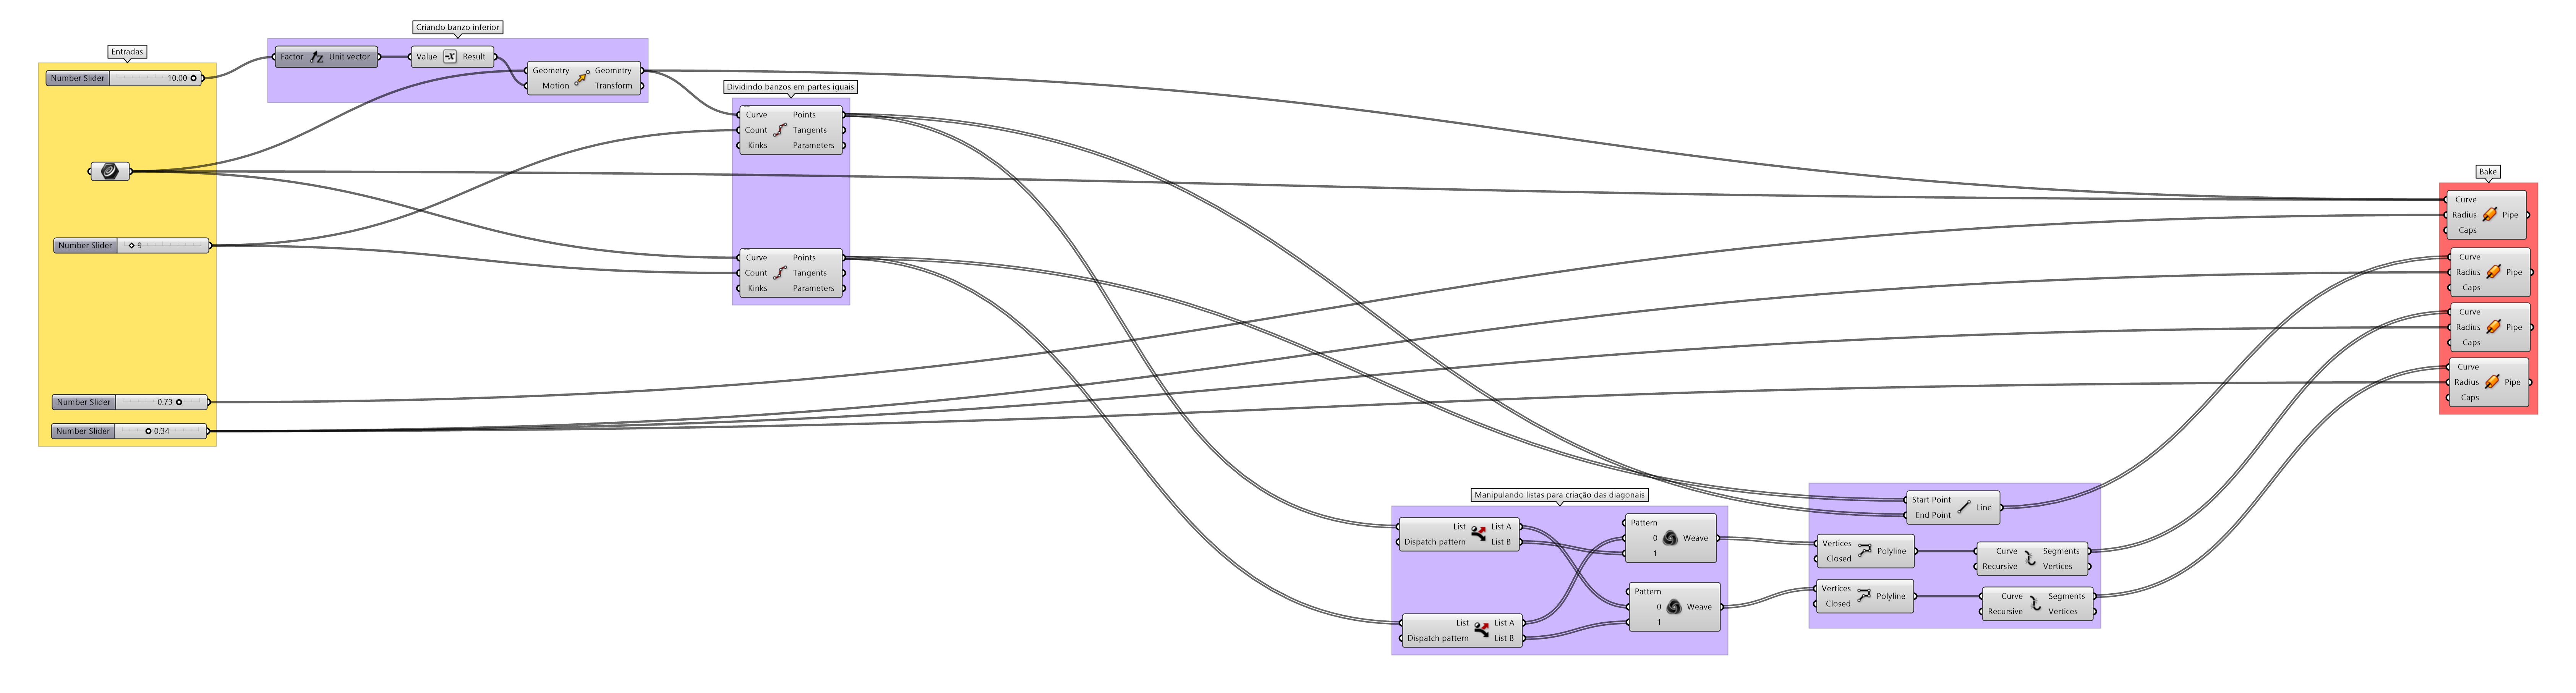 Entradas
Number Slider 10.00
Number Slider 9
Number Slider 0.73
Number Slider 0.34
Criando banzo inferior
Factor Unit vector
Value Result
Geometry Geometry
Motion Transform
Dividindo banzos em partes iguais
Curve Points
Count Tangents
Kinks Parameters
Curve Points
Count Tangents
Kinks Parameters
Manipulando listas para criação das diagonais
List List A
Dispatch pattern List B
List List A
Dispatch pattern List B
Pattern
0 Weave
1
Pattern
0 Weave
1
Start Point
Line
End Point
Vertices
Polyline
Closed
Curve Segments
Recursive Vertices
Vertices
Polyline
Closed
Curve Segments
Recursive Vertices
Bake
Curve
Radius Pipe
Caps
Curve
Radius Pipe
Caps
Curve
Radius Pipe
Caps
Curve
Radius Pipe
Caps